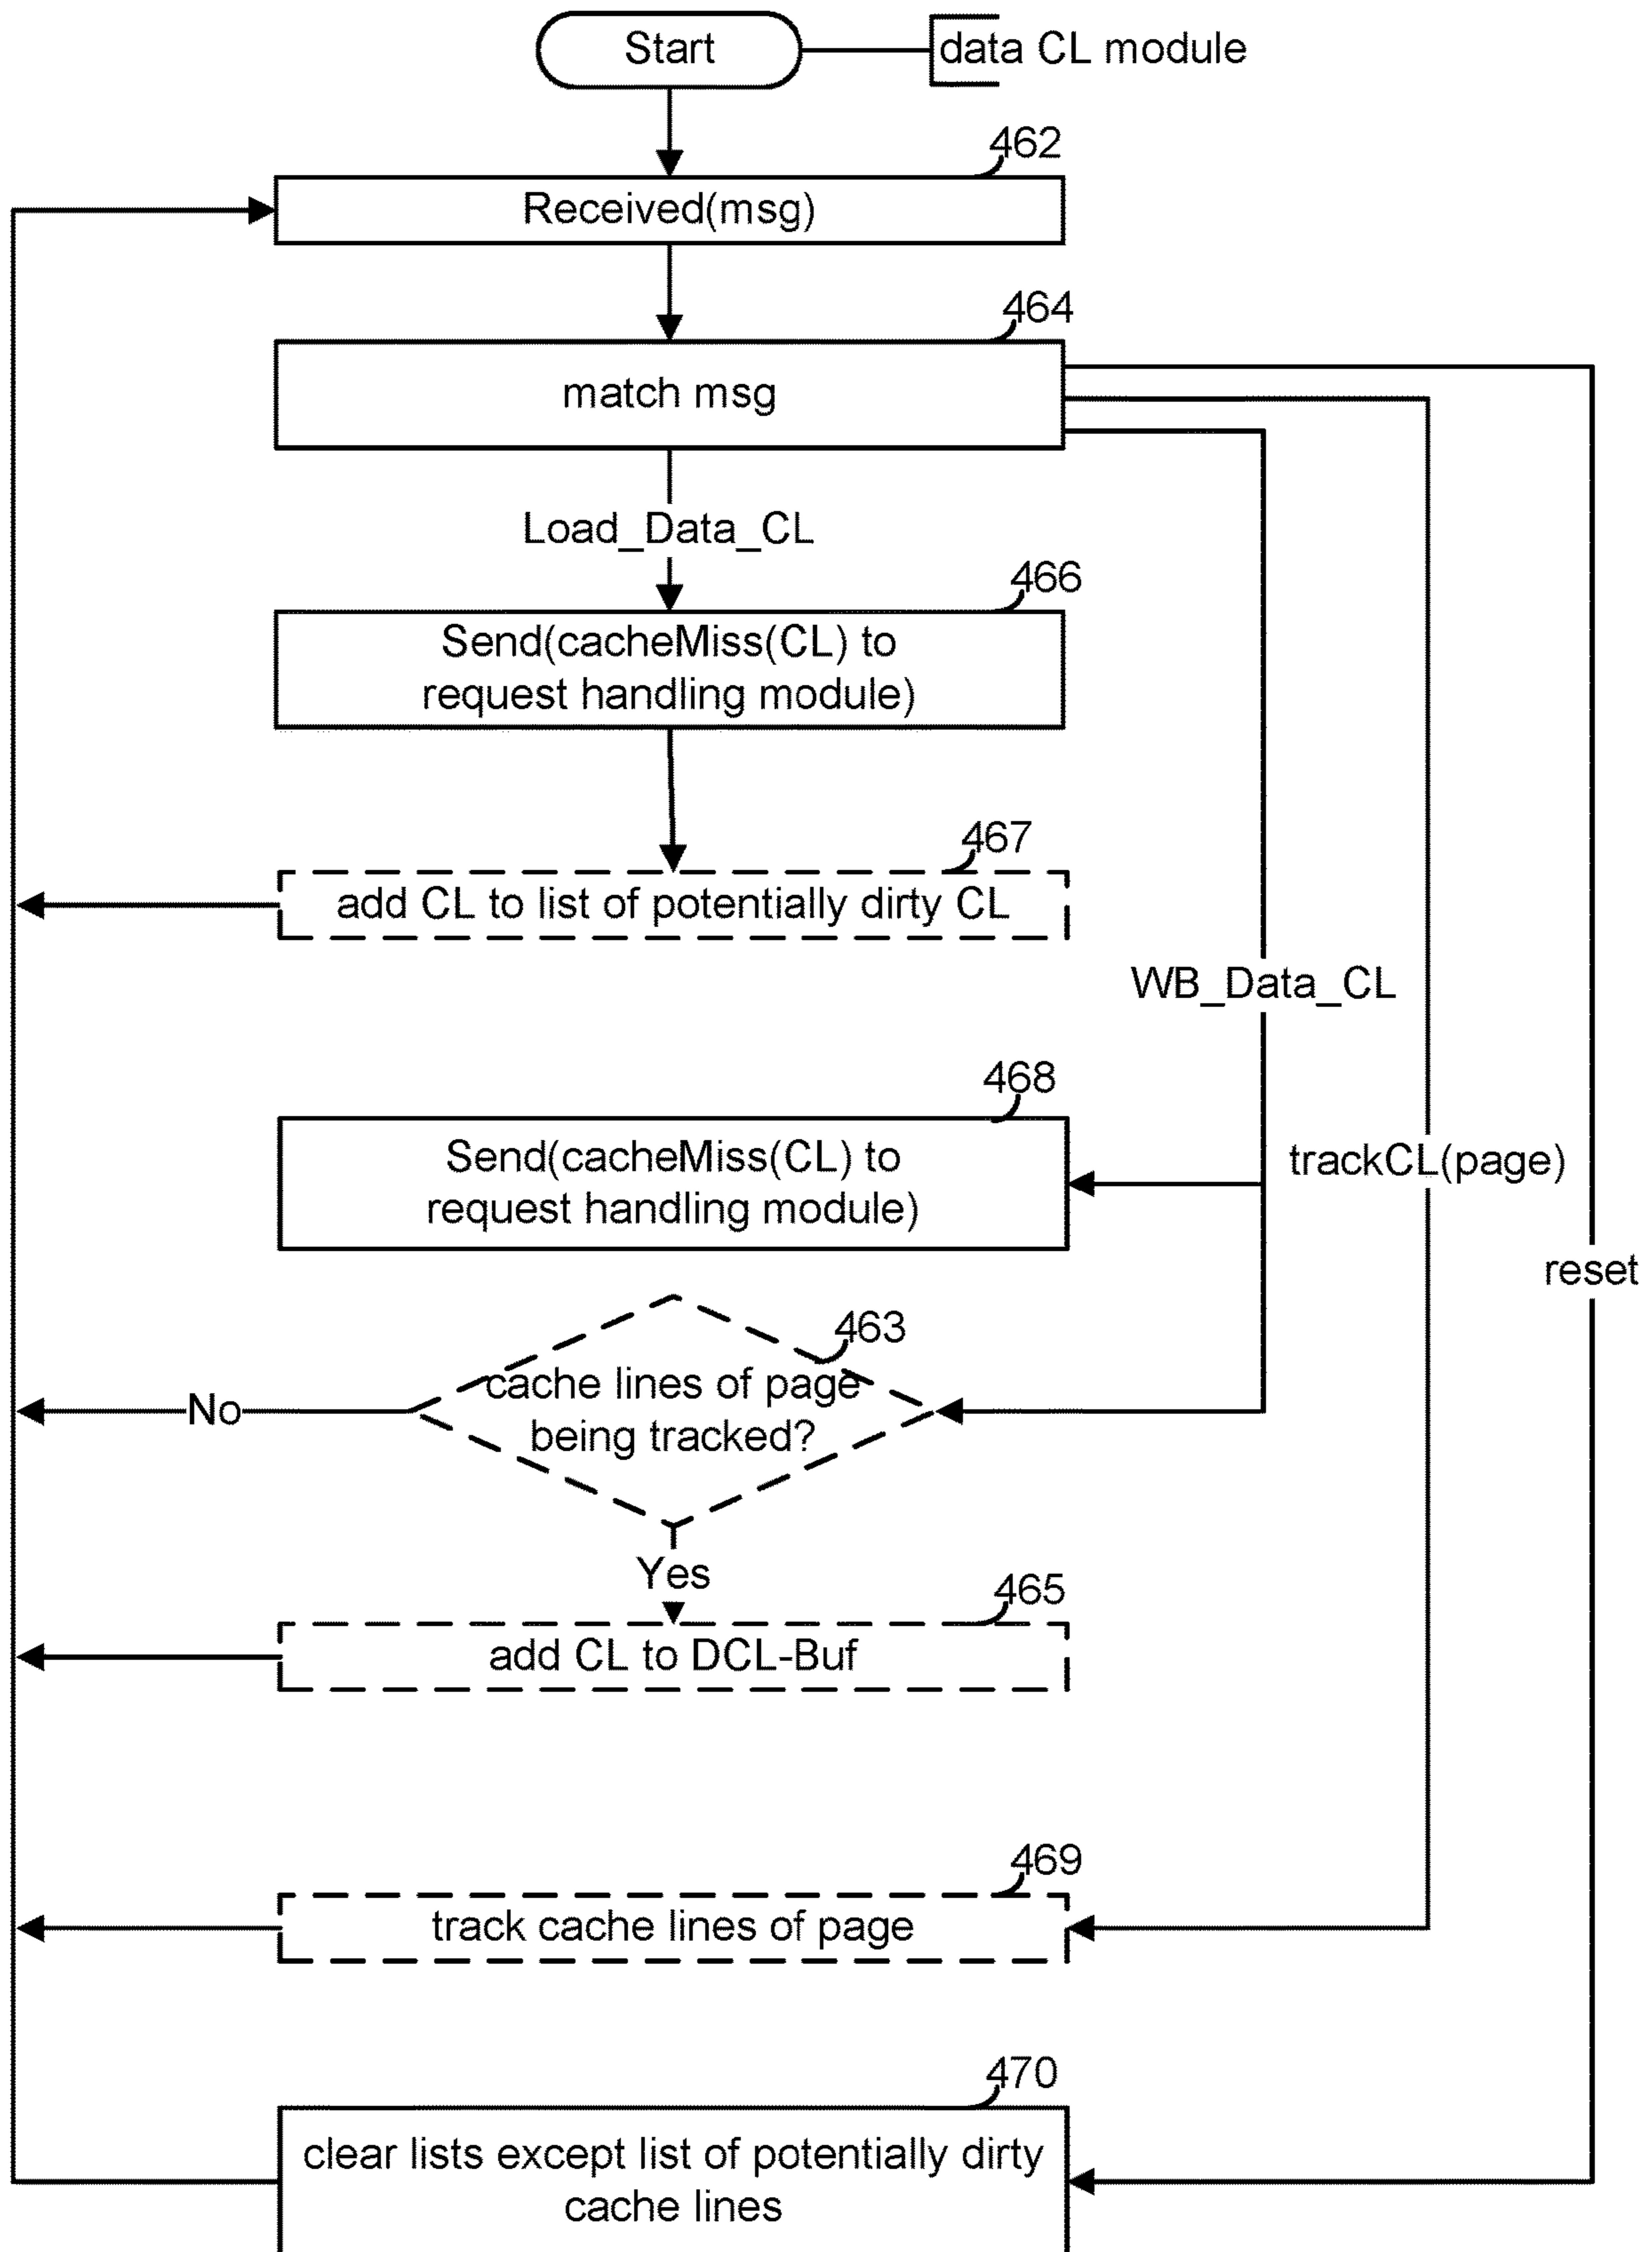 Start
data CL module
462
Received(msg)
464
match msg
Load_Data_CL
466
Send(cacheMiss(CL) to
request handling module)
467
add CL to list of potentially dirty CL
WB_Data_CL
468
Send(cacheMiss(CL) to
request handling module)
trackCL(page)
reset
463
cache lines of page
being tracked?
No
Yes
465
add CL to DCL-Buf
469
track cache lines of page
470
clear lists except list of potentially dirty
cache lines